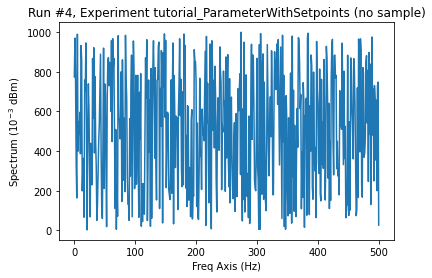 Run #4, Experiment tutorial_ParameterWithSetpoints (no sample)
1000
800
600
400
200
0
Spectrum (10⁻³ dBm)
0 100 200 300 400 500
Freq Axis (Hz)